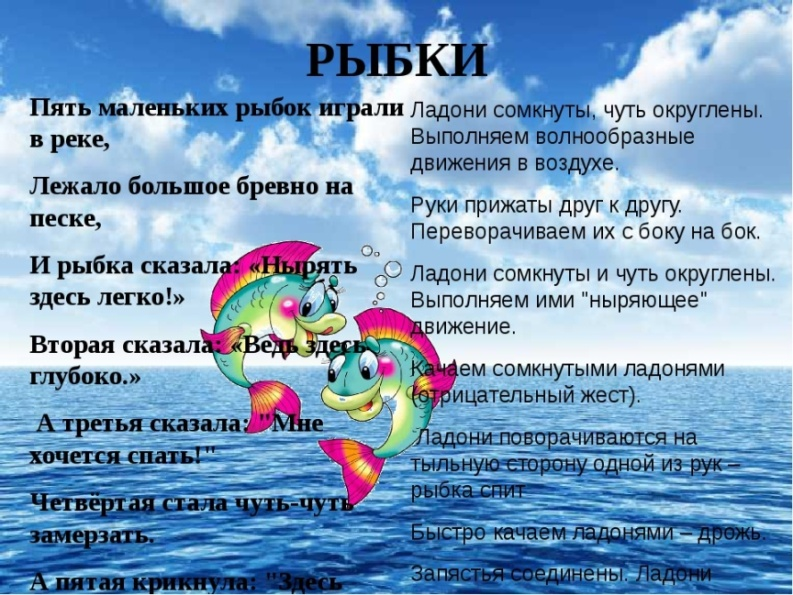 РЫБКИ
Пять маленьких рыбок играли
в реке,
Лежало большое бревно на
песке,
И рыбка сказала: «Нырять
здесь легко!»
Вторая сказала: «Ведь здесь
глубоко.»
А третья сказала: "Мне
хочется спать!"
Четвёртая стала чуть-чуть
замерзать.
А пятая крикнула: "Здесь
Ладони сомкнуты, чуть округлены.
Выполняем волнообразные
движения в воздухе.
Руки прижаты друг к другу.
Переворачиваем их с боку на бок.
Ладони сомкнуты и чуть округлены.
Выполняем ими "ныряющее"
движение.
Качаем сомкнутыми ладонями
(отрицательный жест).
Ладони поворачиваются на
тыльную сторону одной из рук –
рыбка спит
Быстро качаем ладонями – дрожь.
Запястья соединены. Ладони